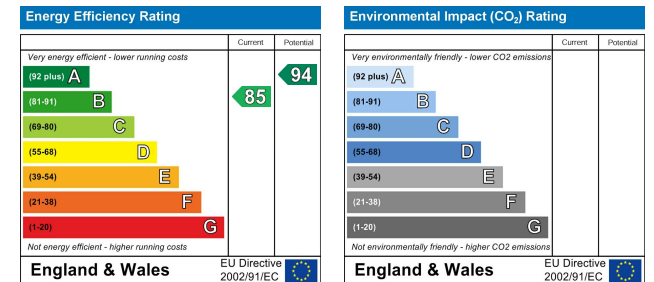 Energy Efficiency Rating
Current Potential
Very energy efficient - lower running costs
(92 plus) A
94
(81-91) B
85
(69-80) C
(55-68) D
(39-54) E
(21-38) F
(1-20) G
Not energy efficient - higher running costs
England & Wales
EU Directive
2002/91/EC
Environmental Impact (CO₂) Rating
Current Potential
Very environmentally friendly - lower CO2 emissions
(92 plus) A
(81-91) B
(69-80) C
(55-68) D
(39-54) E
(21-38) F
(1-20) G
Not environmentally friendly - higher CO2 emissions
England & Wales
EU Directive
2002/91/EC